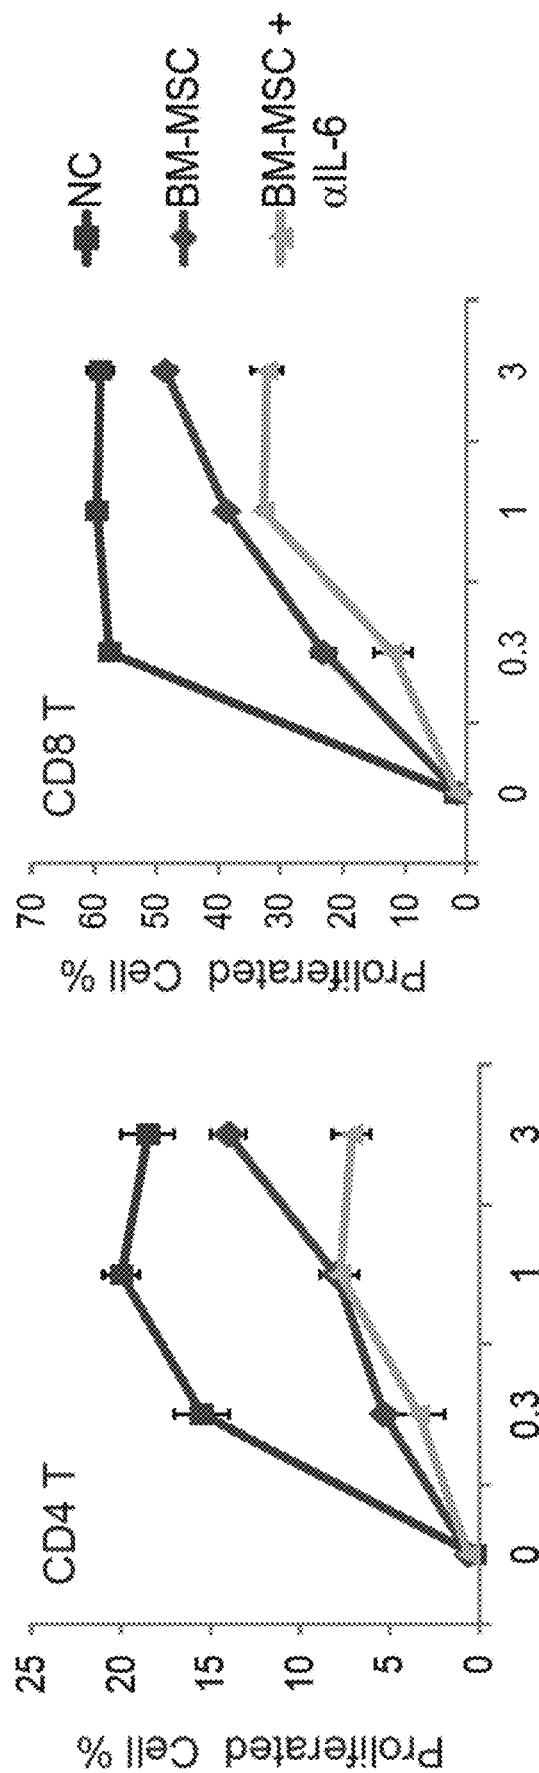 CD4 T
Proliferated Cell %
25
20
15
10
5
0
0
0.3
1
3
CD8 T
Proliferated Cell %
70
60
50
40
30
20
10
0
0
0.3
1
3
NC
BM-MSC
BM-MSC +
αIL-6